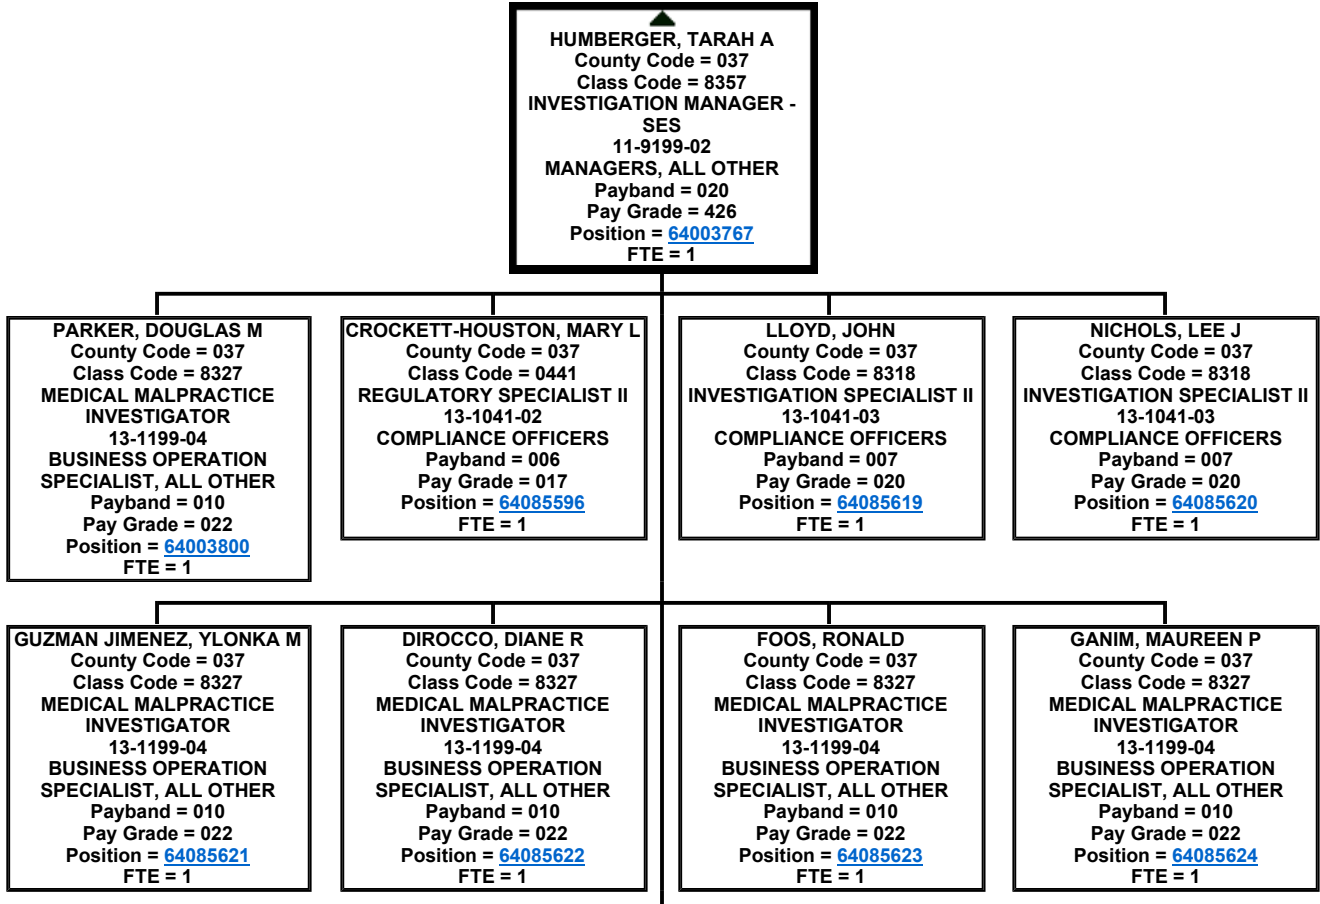 HUMBERGER, TARAH A
County Code = 037
Class Code = 8357
INVESTIGATION MANAGER -
SES
11-9199-02
MANAGERS, ALL OTHER
Payband = 020
Pay Grade = 426
Position = 64003767
FTE = 1
PARKER, DOUGLAS M
County Code = 037
Class Code = 8327
MEDICAL MALPRACTICE
INVESTIGATOR
13-1199-04
BUSINESS OPERATION
SPECIALIST, ALL OTHER
Payband = 010
Pay Grade = 022
Position = 64003800
FTE = 1
CROCKETT-HOUSTON, MARY L
County Code = 037
Class Code = 0441
REGULATORY SPECIALIST II
13-1041-02
COMPLIANCE OFFICERS
Payband = 006
Pay Grade = 017
Position = 64085596
FTE = 1
LLOYD, JOHN
County Code = 037
Class Code = 8318
INVESTIGATION SPECIALIST II
13-1041-03
COMPLIANCE OFFICERS
Payband = 007
Pay Grade = 020
Position = 64085619
FTE = 1
NICHOLS, LEE J
County Code = 037
Class Code = 8318
INVESTIGATION SPECIALIST II
13-1041-03
COMPLIANCE OFFICERS
Payband = 007
Pay Grade = 020
Position = 64085620
FTE = 1
GUZMAN JIMENEZ, YLONKA M
County Code = 037
Class Code = 8327
MEDICAL MALPRACTICE
INVESTIGATOR
13-1199-04
BUSINESS OPERATION
SPECIALIST, ALL OTHER
Payband = 010
Pay Grade = 022
Position = 64085621
FTE = 1
DIROCCO, DIANE R
County Code = 037
Class Code = 8327
MEDICAL MALPRACTICE
INVESTIGATOR
13-1199-04
BUSINESS OPERATION
SPECIALIST, ALL OTHER
Payband = 010
Pay Grade = 022
Position = 64085622
FTE = 1
FOOS, RONALD
County Code = 037
Class Code = 8327
MEDICAL MALPRACTICE
INVESTIGATOR
13-1199-04
BUSINESS OPERATION
SPECIALIST, ALL OTHER
Payband = 010
Pay Grade = 022
Position = 64085623
FTE = 1
GANIM, MAUREEN P
County Code = 037
Class Code = 8327
MEDICAL MALPRACTICE
INVESTIGATOR
13-1199-04
BUSINESS OPERATION
SPECIALIST, ALL OTHER
Payband = 010
Pay Grade = 022
Position = 64085624
FTE = 1